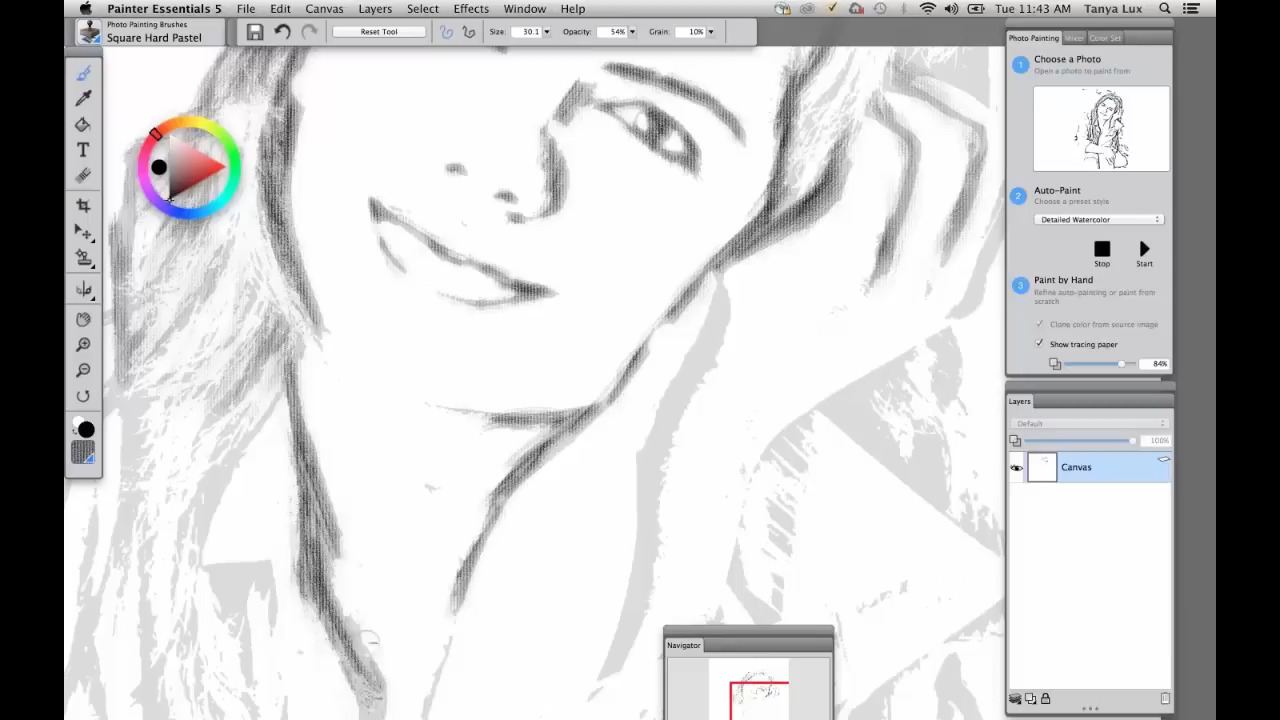 Painter Essentials 5 File Edit Canvas Layers Select Effects Window Help Tue 11:43 AM Tanya Lux
Photo Painting Brushes
Square Hard Pastel
Reset Tool Size: 30.1 Opacity: 54% Grain: 10%
Photo Painting Mixer Color Set
1 Choose a Photo
Open a photo to paint from
2 Auto-Paint
Choose a preset style
Detailed Watercolor
Stop Start
3 Paint by Hand
Refine auto-painting or paint from
scratch
Clone color from source image
Show tracing paper
84%
Layers
Default
100%
Canvas
Navigator
T